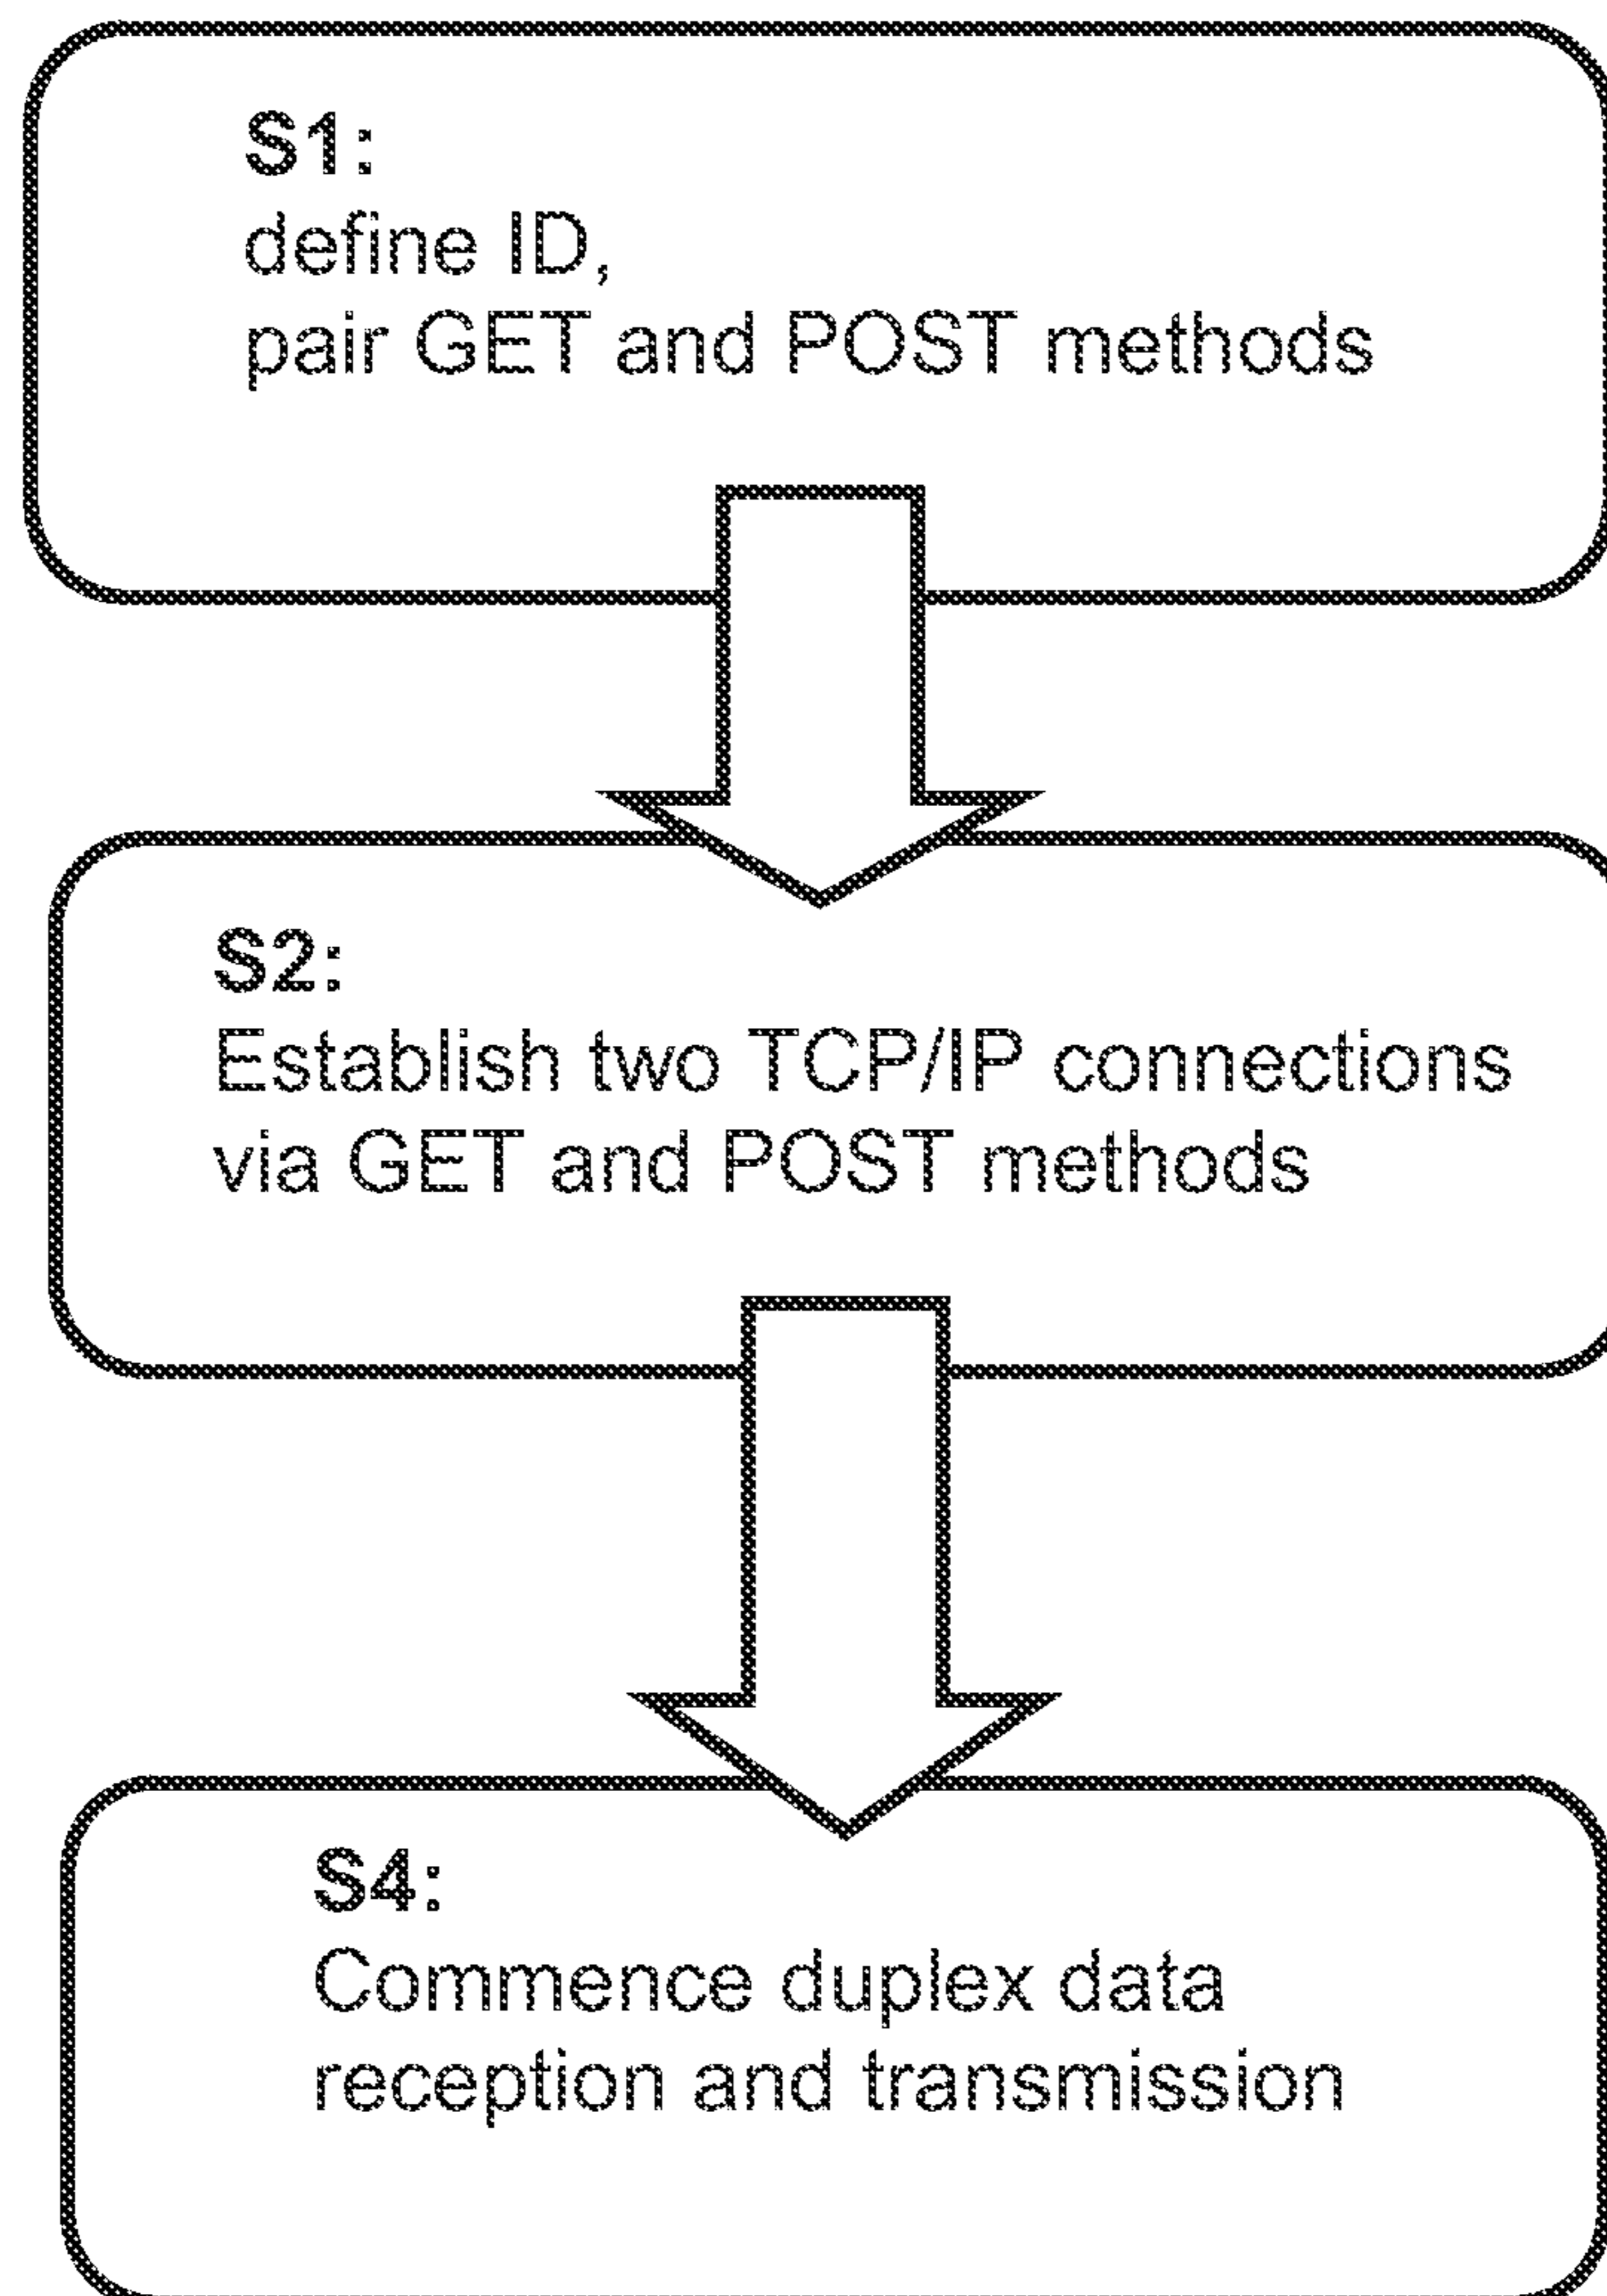 S1:
define ID,
pair GET and POST methods
S2:
Establish two TCP/IP connections
via GET and POST methods
S4:
Commence duplex data
reception and transmission